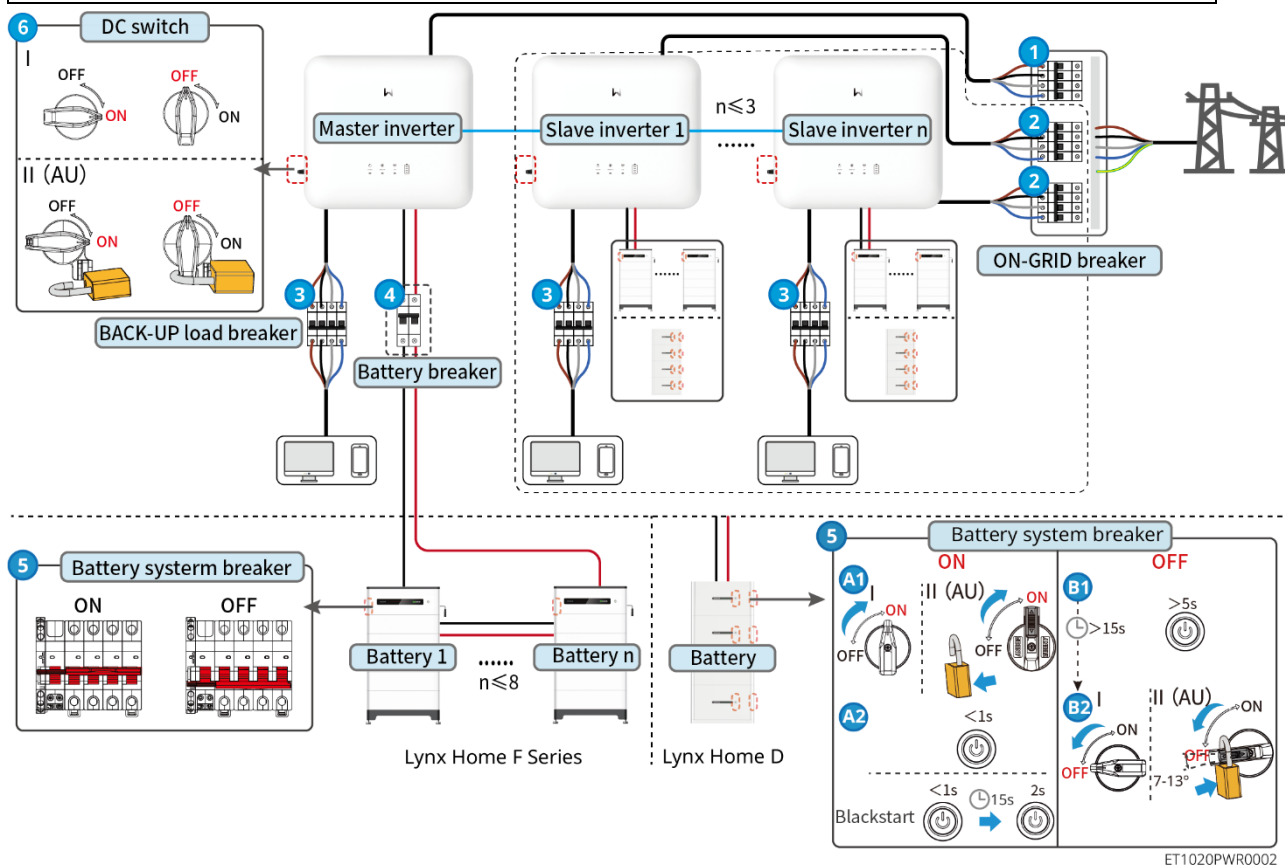 6
DC switch
I
OFF
ON
OFF
ON
II (AU)
OFF
ON
OFF
ON
Master inverter
Slave inverter 1
n≤3
......
Slave inverter n
1
2
2
ON-GRID breaker
3
BACK-UP load breaker
4
Battery breaker
3
......
3
......
5
Battery systerm breaker
ON
OFF
Battery 1
......
n≤8
Battery n
Lynx Home F Series
Battery
Lynx Home D
5
Battery system breaker
ON
OFF
A1
I
ON
OFF
II (AU)
ON
OFF
A2
<1s
Blackstart
<1s
15s
2s
B1
>15s
>5s
B2
I
ON
OFF
II (AU)
ON
OFF
7-13°
ET1020PWR0002